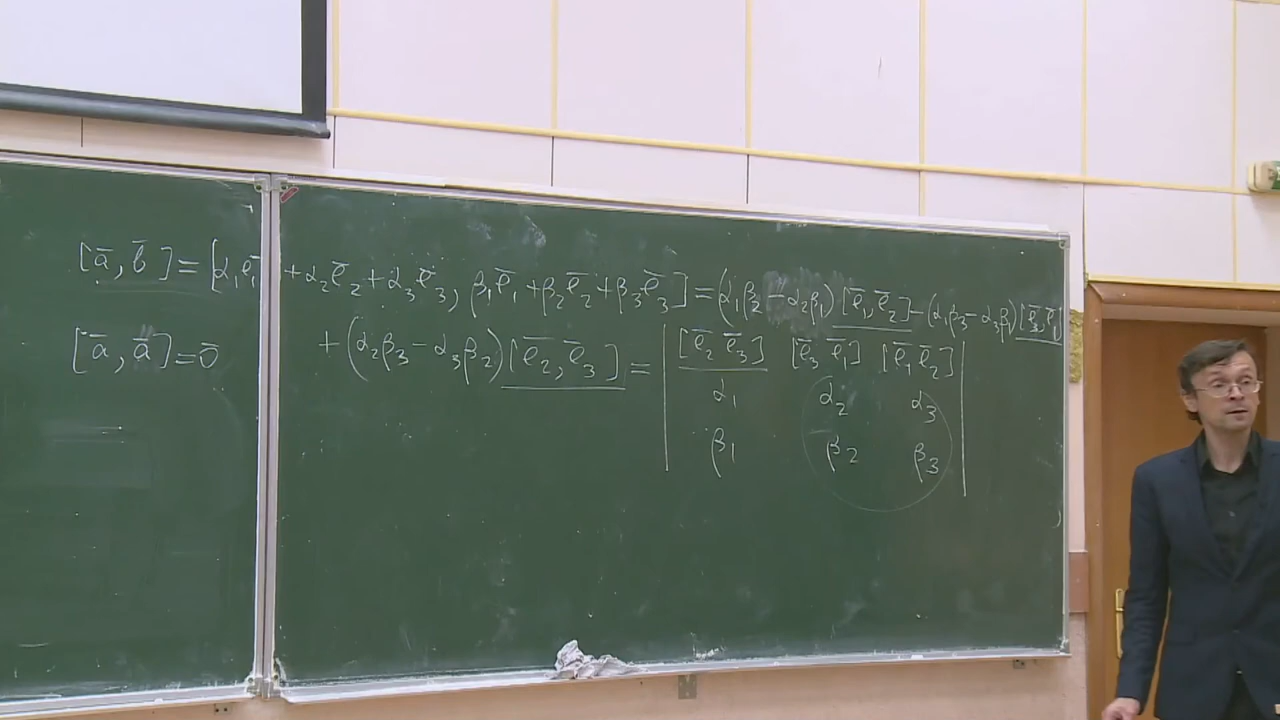 [ā, b̄] = [α₁ē₁ + α₂ē₂ + α₃ē₃, β₁ē₁ + β₂ē₂ + β₃ē₃] = (α₁β₂ − α₂β₁)[ē₁, ē₂] − (α₁β₃ − α₃β₁)[ē₃, ē₁]
[ā, ā] = ō
+ (α₂β₃ − α₃β₂)[ē₂, ē₃] = | [ē₂ ē₃] [ē₃ ē₁] [ē₁ ē₂] |
α₁ α₂ α₃
β₁ β₂ β₃